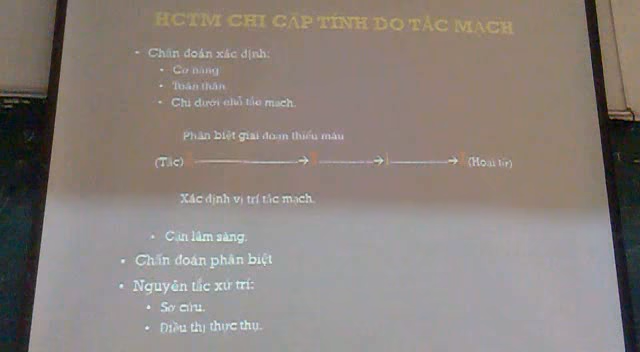 HCTM CHI CẤP TÍNH DO TẮC MẠCH
• Chẩn đoán xác định:
• Cơ năng
• Toàn thân
• Chi dưới chỗ tắc mạch.
Phân biệt giai đoạn thiếu máu
(Tắc) → → → (Hoại tử)
Xác định vị trí tắc mạch.
• Cận lâm sàng.
• Chẩn đoán phân biệt
• Nguyên tắc xử trí:
• Sơ cứu.
• Điều thị thực thụ.